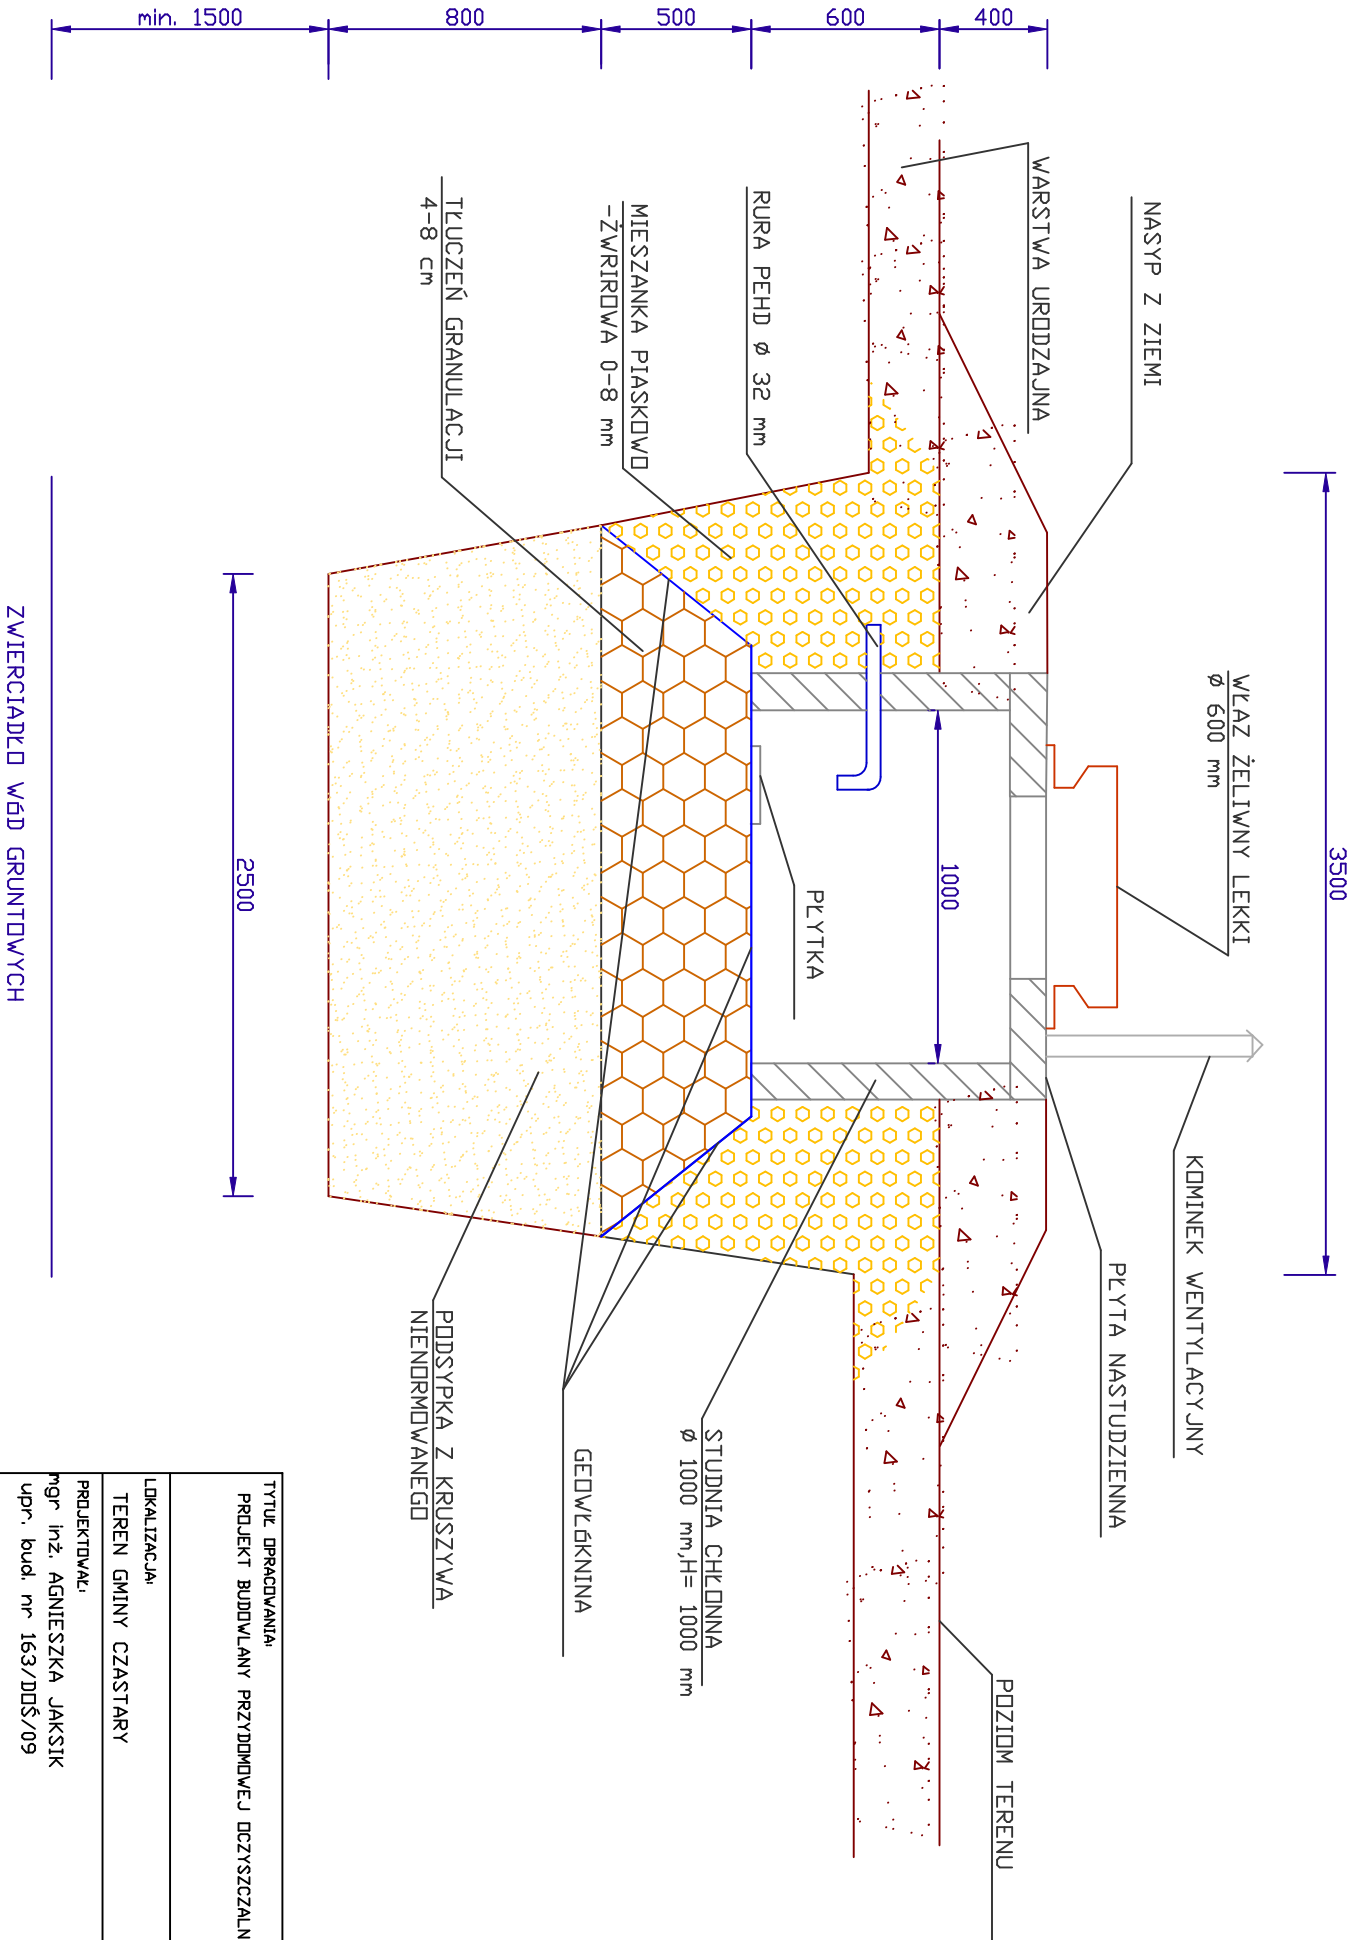 3500
WŁAZ ŻELIWNY LEKKI
ø 600 mm
KOMINEK WENTYLACYJNY
NASYP Z ZIEMI
PŁYTA NASTUDZIENNA
WARSTWA URODZAJNA
POZIOM TERENU
400
600
500
800
min. 1500
1000
PŁYTKA
RURA PEHD ø 32 mm
STUDNIA CHŁONNA
ø 1000 mm,H= 1000 mm
MIESZANKA PIASKOWO
-ŻWRIROWA 0-8 mm
GEOWŁÓKNINA
TŁUCZEŃ GRANULACJI
4-8 cm
PODSYPKA Z KRUSZYWA
NIENORMOWANEGO
2500
ZWIERCIADŁO WÓD GRUNTOWYCH
TYTUŁ OPRACOWANIA:
PROJEKT BUDOWLANY PRZYDOMOWEJ OCZYSZCZALN
LOKALIZACJA:
TEREN GMINY CZASTARY
PROJEKTOWAŁ:
mgr inż. AGNIESZKA JAKSIK
upr. bud. nr 163/DOŚ/09